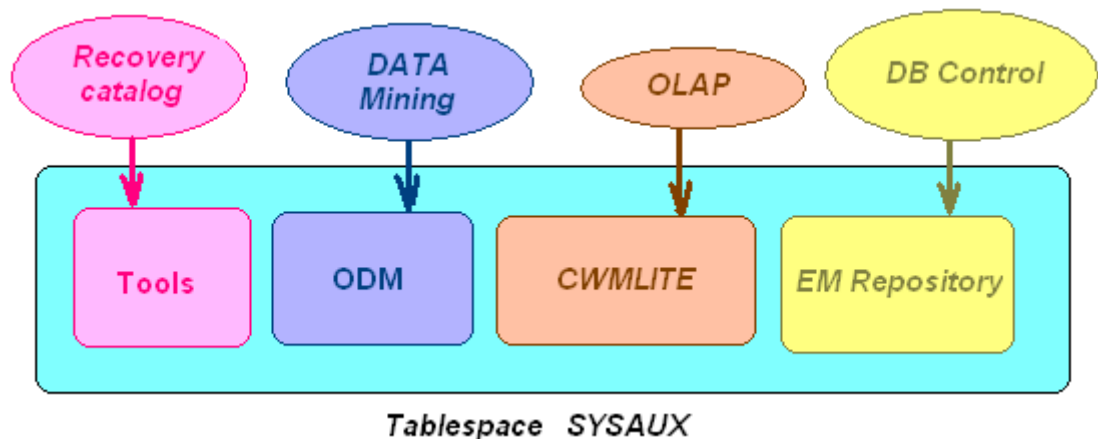 Recovery
catalog
DATA
Mining
OLAP
DB Control
Tools
ODM
CWMLITE
EM Repository
Tablespace SYSAUX